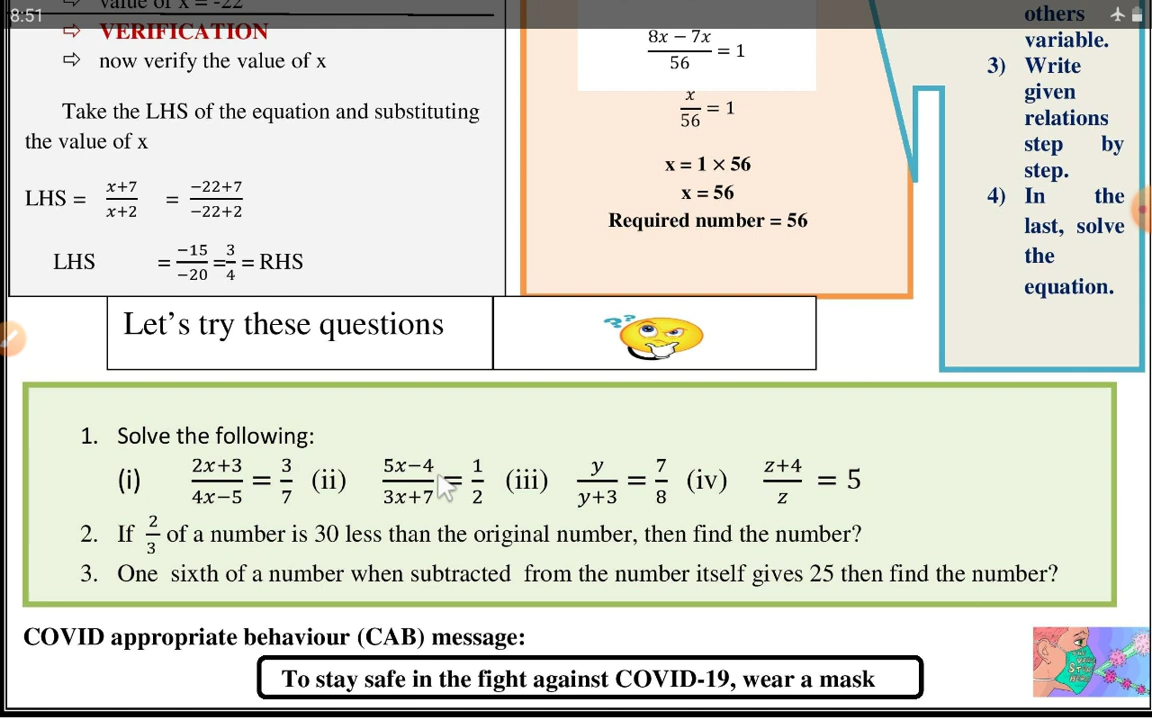 8:51
value of x = -22
⇨ VERIFICATION
⇨ now verify the value of x
Take the LHS of the equation and substituting
the value of x
LHS = x+7/x+2 = −22+7/−22+2
LHS = −15/−20 = 3/4 = RHS
8x − 7x/56 = 1
x/56 = 1
x = 1 × 56
x = 56
Required number = 56
others
variable.
3) Write
given
relations
step by
step.
4) In the
last, solve
the
equation.
Let’s try these questions
??
1. Solve the following:
(i) 2x+3/4x−5 = 3/7 (ii) 5x−4/3x+7 = 1/2 (iii) y/y+3 = 7/8 (iv) z+4/z = 5
2. If 2/3 of a number is 30 less than the original number, then find the number?
3. One sixth of a number when subtracted from the number itself gives 25 then find the number?
COVID appropriate behaviour (CAB) message:
To stay safe in the fight against COVID-19, wear a mask